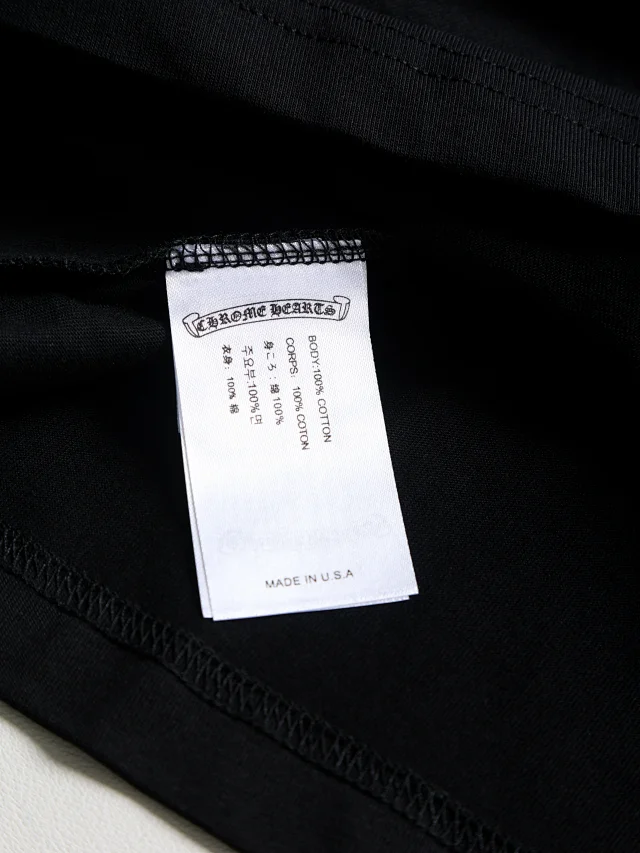 CHROME HEARTS
BODY:100% COTTON
CORPS: 100% COTON
身ごろ : 綿 100%
주요부:100%면
衣身: 100% 棉
MADE IN U.S.A